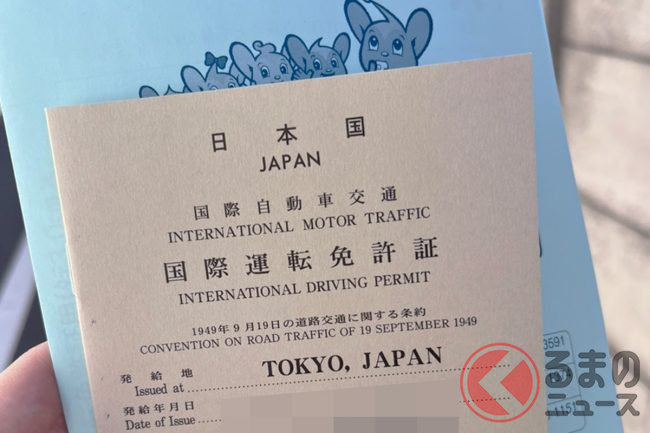 日本国
JAPAN
国際自動車交通
INTERNATIONAL MOTOR TRAFFIC
国際運転免許証
INTERNATIONAL DRIVING PERMIT
1949年9月19日の道路交通に関する条約
CONVENTION ON ROAD TRAFFIC OF 19 SEPTEMBER 1949
発給地
Issued at
TOKYO, JAPAN
発給年月日
Date of Issue
3591
くるまの
ニュース